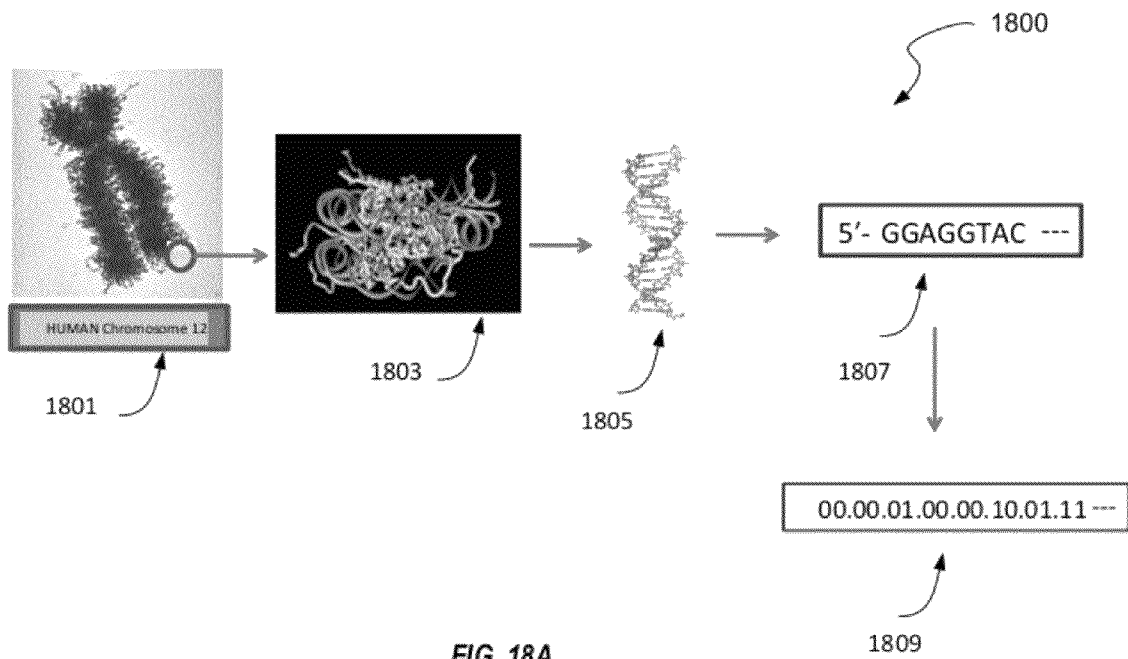 1800
HUMAN Chromosome 12
1801
1803
1805
5'- GGAGGTAC ---
1807
00.00.01.00.00.10.01.11 ---
1809
FIG. 18A